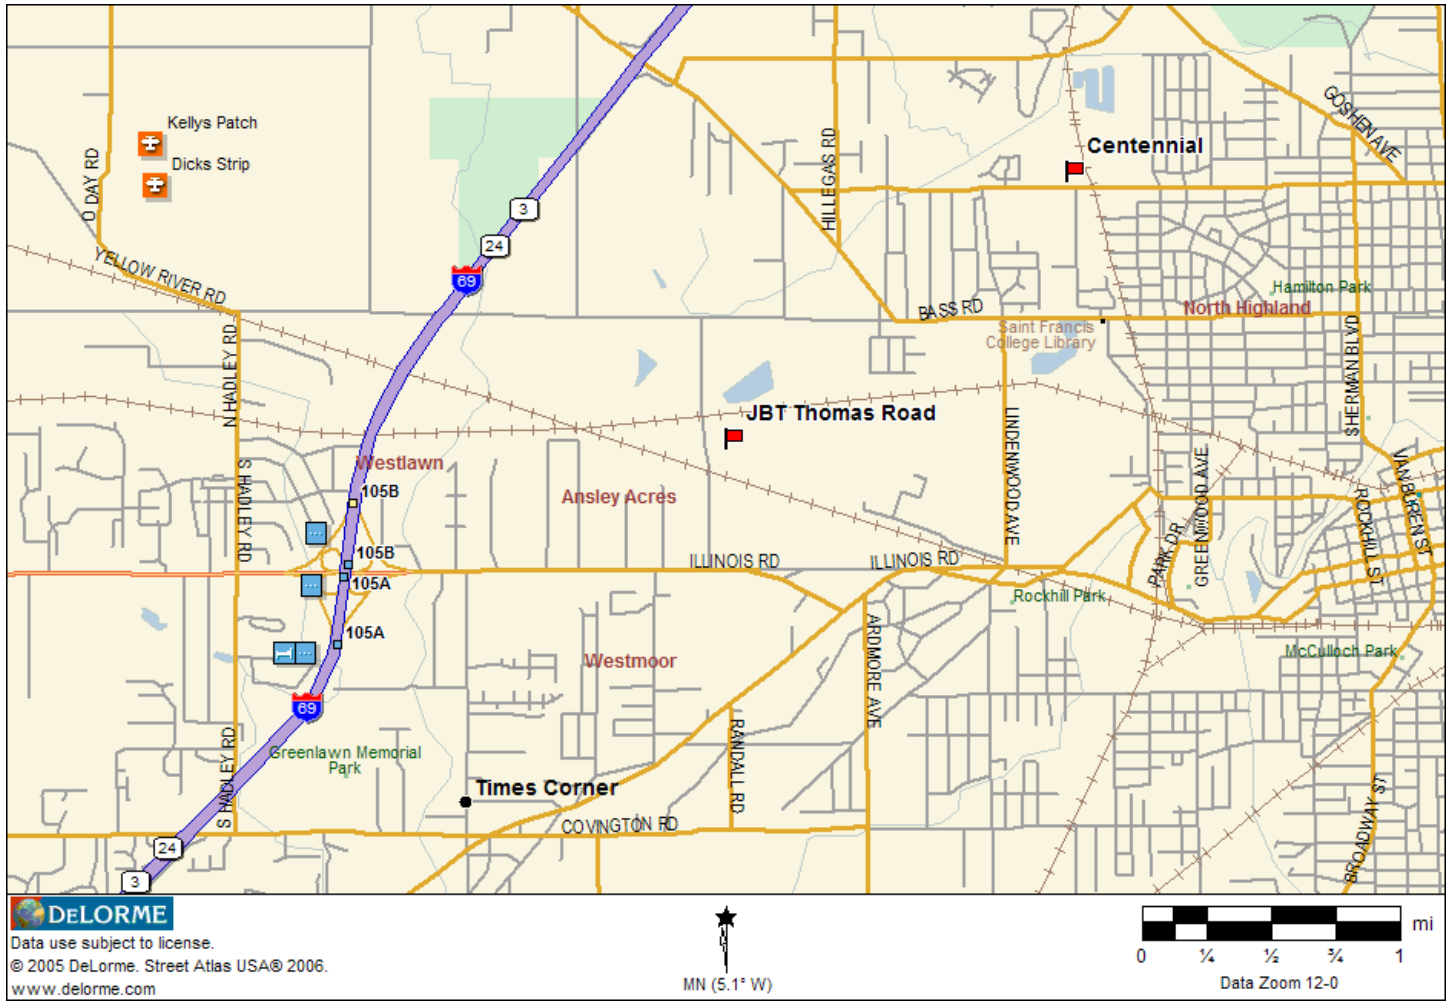 Kellys Patch
Dicks Strip
O DAY RD
YELLOW RIVER RD
N HADLEY RD
S HADLEY RD
S HADLEY RD
3
24
69
HILLEGAS RD
Centennial
GOSHEN AVE
BASS RD
Saint Francis
College Library
Hamilton Park
North Highland
SHERMAN BLVD
JBT Thomas Road
LINDENWOOD AVE
Westlawn
105B
Ansley Acres
105B
105A
105A
ILLINOIS RD
ILLINOIS RD
PARK DR
GREENWOOD AVE
ROCKHILL ST
VAN BUREN ST
Rockhill Park
McCulloch Park
Westmoor
ARDMORE AVE
RANDALL RD
69
Greenlawn Memorial
Park
Times Corner
COVINGTON RD
BROADWAY ST
24
3
DELORME
Data use subject to license.
© 2005 DeLorme. Street Atlas USA® 2006.
www.delorme.com
MN (5.1° W)
mi
0 ¼ ½ ¾ 1
Data Zoom 12-0